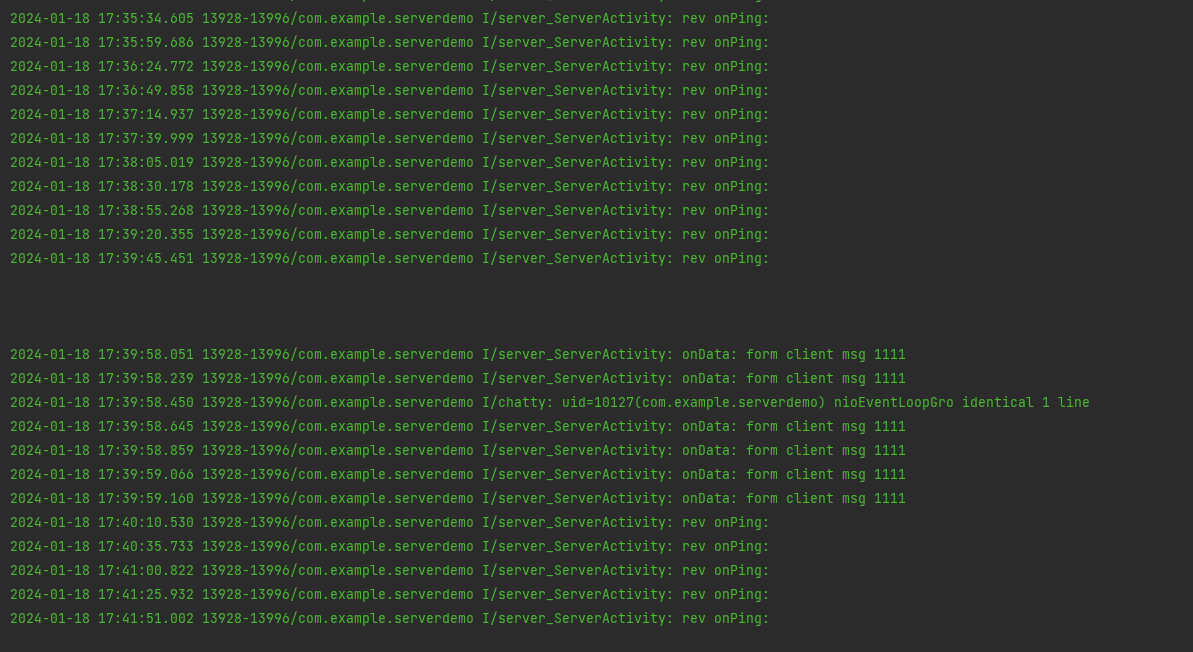 2024-01-18 17:35:34.605 13928-13996/com.example.serverdemo I/server_ServerActivity: rev onPing:
2024-01-18 17:35:59.686 13928-13996/com.example.serverdemo I/server_ServerActivity: rev onPing:
2024-01-18 17:36:24.772 13928-13996/com.example.serverdemo I/server_ServerActivity: rev onPing:
2024-01-18 17:36:49.858 13928-13996/com.example.serverdemo I/server_ServerActivity: rev onPing:
2024-01-18 17:37:14.937 13928-13996/com.example.serverdemo I/server_ServerActivity: rev onPing:
2024-01-18 17:37:39.999 13928-13996/com.example.serverdemo I/server_ServerActivity: rev onPing:
2024-01-18 17:38:05.019 13928-13996/com.example.serverdemo I/server_ServerActivity: rev onPing:
2024-01-18 17:38:30.178 13928-13996/com.example.serverdemo I/server_ServerActivity: rev onPing:
2024-01-18 17:38:55.268 13928-13996/com.example.serverdemo I/server_ServerActivity: rev onPing:
2024-01-18 17:39:20.355 13928-13996/com.example.serverdemo I/server_ServerActivity: rev onPing:
2024-01-18 17:39:45.451 13928-13996/com.example.serverdemo I/server_ServerActivity: rev onPing:
2024-01-18 17:39:58.051 13928-13996/com.example.serverdemo I/server_ServerActivity: onData: form client msg 1111
2024-01-18 17:39:58.239 13928-13996/com.example.serverdemo I/server_ServerActivity: onData: form client msg 1111
2024-01-18 17:39:58.450 13928-13996/com.example.serverdemo I/chatty: uid=10127(com.example.serverdemo) nioEventLoopGro identical 1 line
2024-01-18 17:39:58.645 13928-13996/com.example.serverdemo I/server_ServerActivity: onData: form client msg 1111
2024-01-18 17:39:58.859 13928-13996/com.example.serverdemo I/server_ServerActivity: onData: form client msg 1111
2024-01-18 17:39:59.066 13928-13996/com.example.serverdemo I/server_ServerActivity: onData: form client msg 1111
2024-01-18 17:39:59.160 13928-13996/com.example.serverdemo I/server_ServerActivity: onData: form client msg 1111
2024-01-18 17:40:10.530 13928-13996/com.example.serverdemo I/server_ServerActivity: rev onPing:
2024-01-18 17:40:35.733 13928-13996/com.example.serverdemo I/server_ServerActivity: rev onPing:
2024-01-18 17:41:00.822 13928-13996/com.example.serverdemo I/server_ServerActivity: rev onPing:
2024-01-18 17:41:25.932 13928-13996/com.example.serverdemo I/server_ServerActivity: rev onPing:
2024-01-18 17:41:51.002 13928-13996/com.example.serverdemo I/server_ServerActivity: rev onPing: